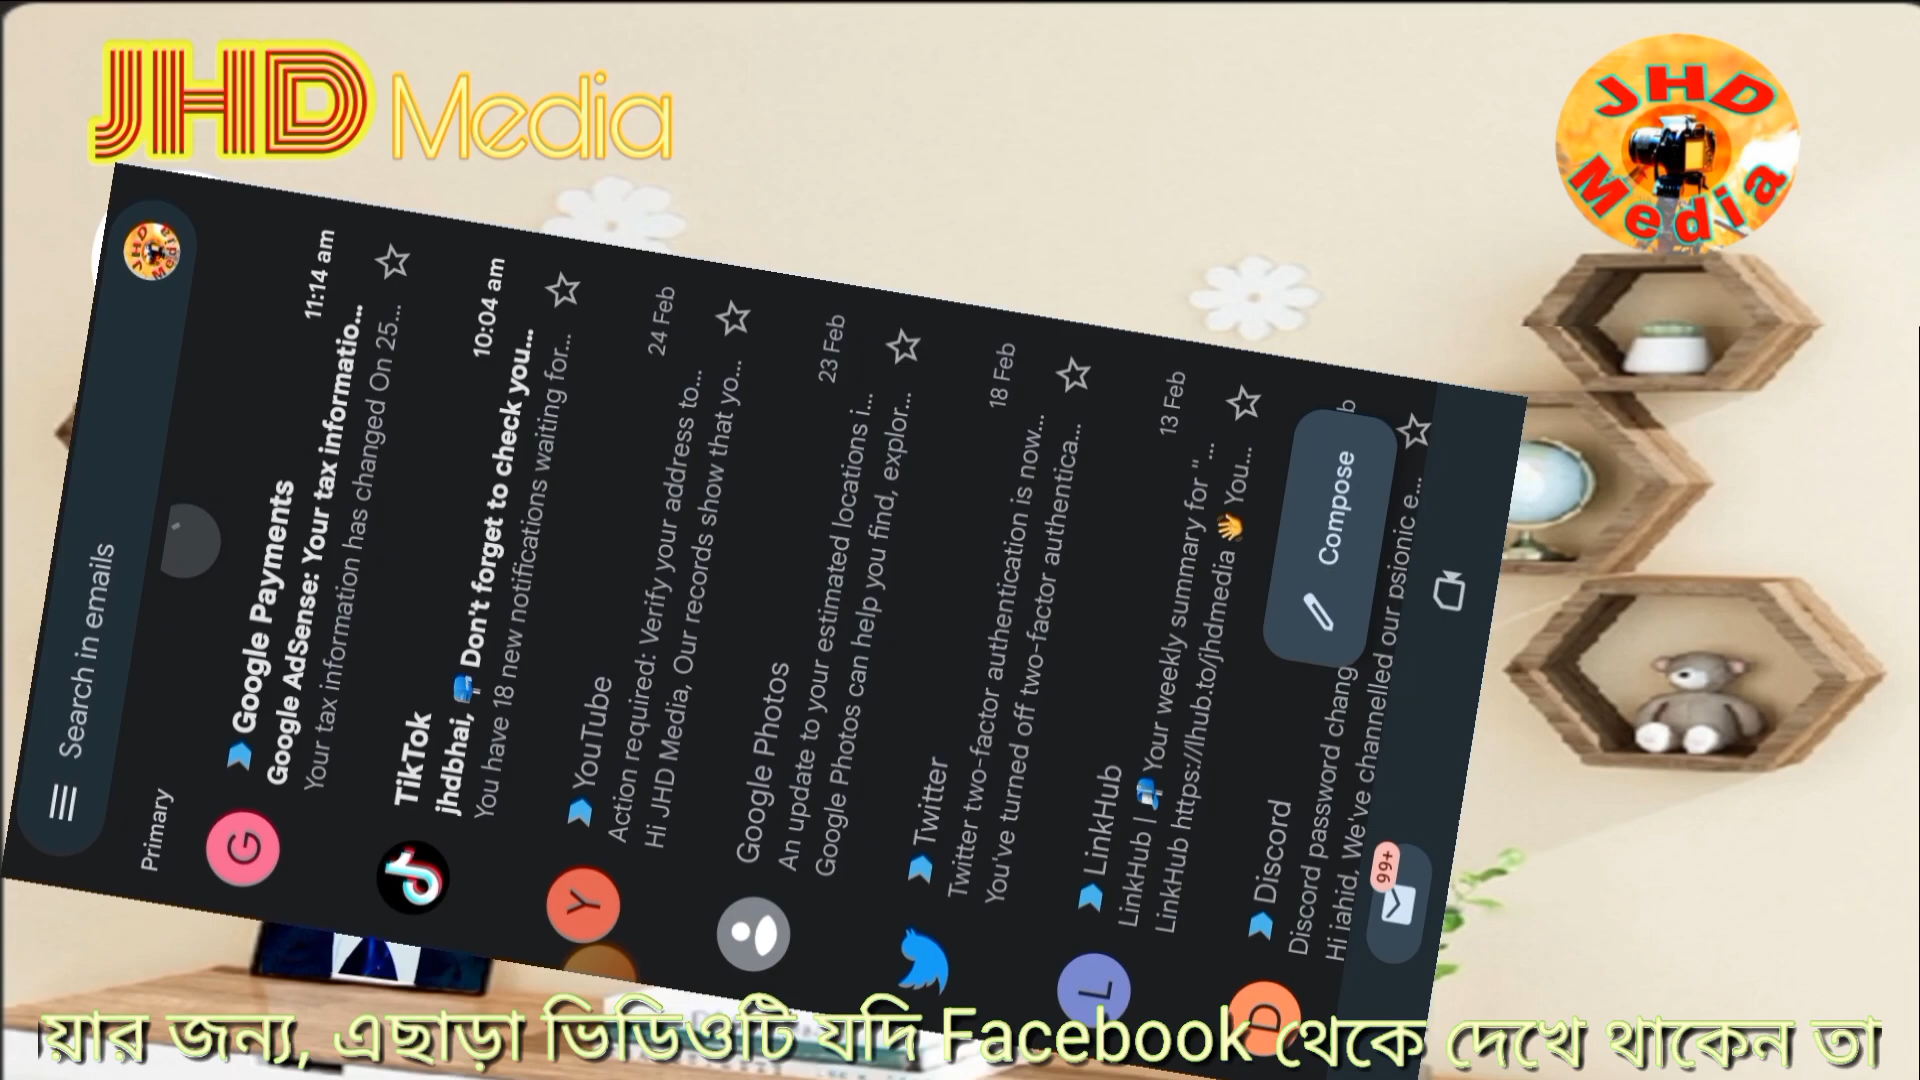 JHD Media
JHD
Media
Search in emails
Primary
Google Payments
11:14 am
Google AdSense: Your tax informatio...
Your tax information has changed On 25...
TikTok
10:04 am
jhdbhai, 📪 Don't forget to check you...
You have 18 new notifications waiting for...
YouTube
24 Feb
Action required: Verify your address to...
Hi JHD Media, Our records show that yo...
Google Photos
23 Feb
An update to your estimated locations i...
Google Photos can help you find, explor...
Twitter
18 Feb
Twitter two-factor authentication is now...
You've turned off two-factor authentica...
LinkHub
13 Feb
LinkHub | 📪 Your weekly summary for " ...
LinkHub https://lhub.to/jhdmedia 👋 You...
Discord
Discord password chang
Hi jahid, We've channelled our psionic e...
Compose
99+
G
Y
L
D
য়ার জন্য, এছাড়া ভিডিওটি যদি Facebook থেকে দেখে থাকেন তা